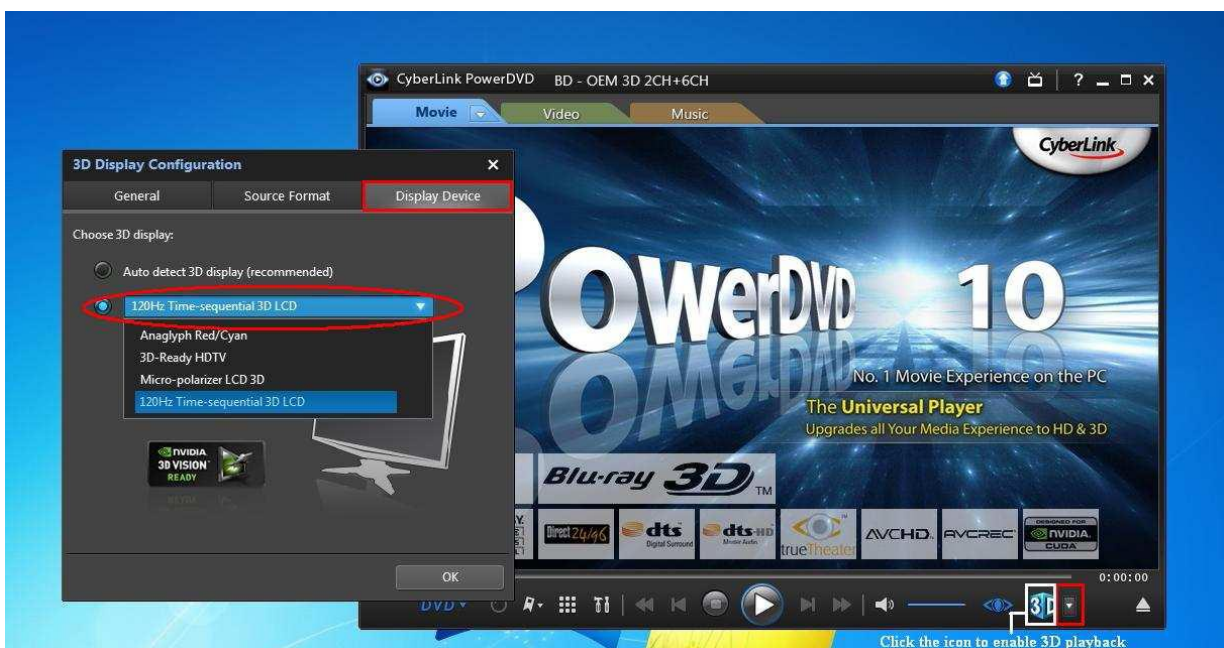 CyberLink PowerDVD BD - OEM 3D 2CH+6CH
?
Movie Video Music
CyberLink
3D Display Configuration
General Source Format Display Device
Choose 3D display:
Auto detect 3D display (recommended)
120Hz Time-sequential 3D LCD
Anaglyph Red/Cyan
3D-Ready HDTV
Micro-polarizer LCD 3D
120Hz Time-sequential 3D LCD
NVIDIA
3D VISION
READY
OK
PowerDVD 10
No. 1 Movie Experience on the PC
The Universal Player
Upgrades all Your Media Experience to HD & 3D
Blu-ray 3D TM
Direct 24/96
dts
Digital Surround
dts-HD
Master Audio
trueTheater
AVCHD.
AVCREC
DESIGNED FOR
NVIDIA.
CUDA
0:00:00
DVD
3D
Click the icon to enable 3D playback